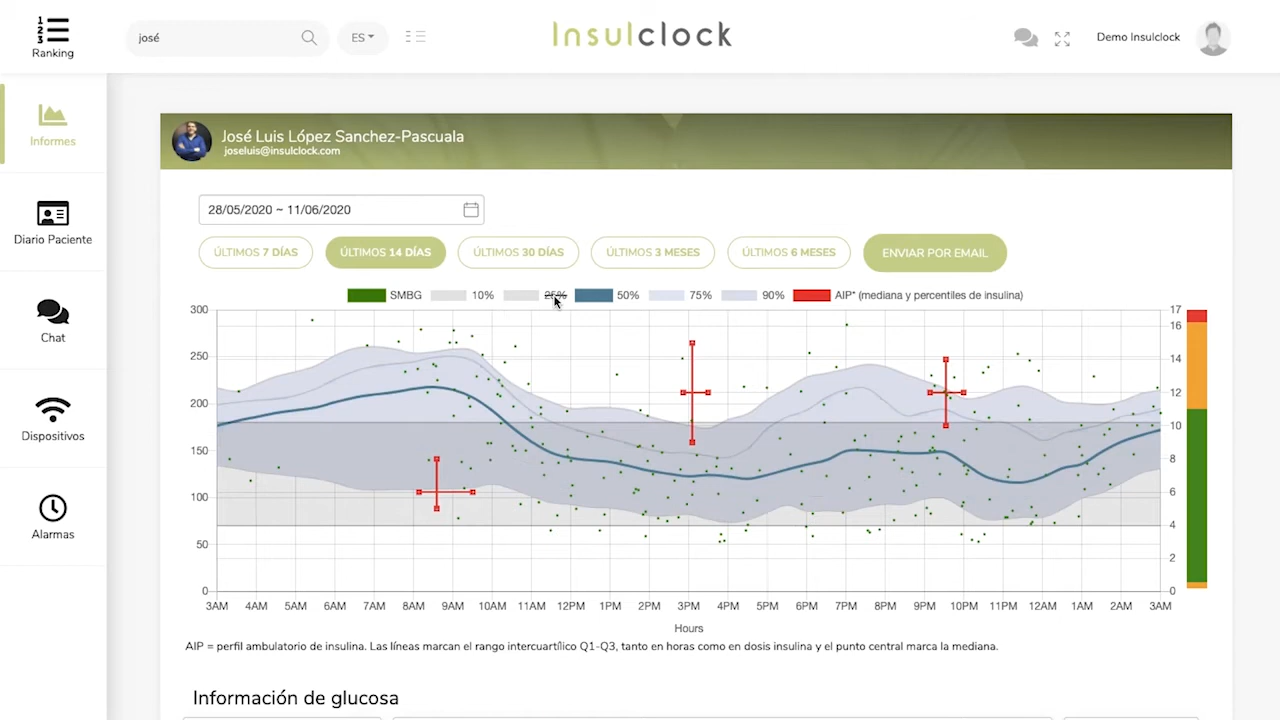 Ranking
josé
ES
Insulclock
Demo Insulclock
Informes
Diario Paciente
Chat
Dispositivos
Alarmas
José Luis López Sanchez-Pascuala
joseluis@insulclock.com
28/05/2020 ~ 11/06/2020
ÚLTIMOS 7 DÍAS
ÚLTIMOS 14 DÍAS
ÚLTIMOS 30 DÍAS
ÚLTIMOS 3 MESES
ÚLTIMOS 6 MESES
ENVIAR POR EMAIL
SMBG 10% 25% 50% 75% 90% AIP* (mediana y percentiles de insulina)
300
250
200
150
100
50
0
17
16
14
12
10
8
6
4
2
0
3AM 4AM 5AM 6AM 7AM 8AM 9AM 10AM 11AM 12PM 1PM 2PM 3PM 4PM 5PM 6PM 7PM 8PM 9PM 10PM 11PM 12AM 1AM 2AM 3AM
Hours
AIP = perfil ambulatorio de insulina. Las líneas marcan el rango intercuartílico Q1-Q3, tanto en horas como en dosis insulina y el punto central marca la mediana.
Información de glucosa